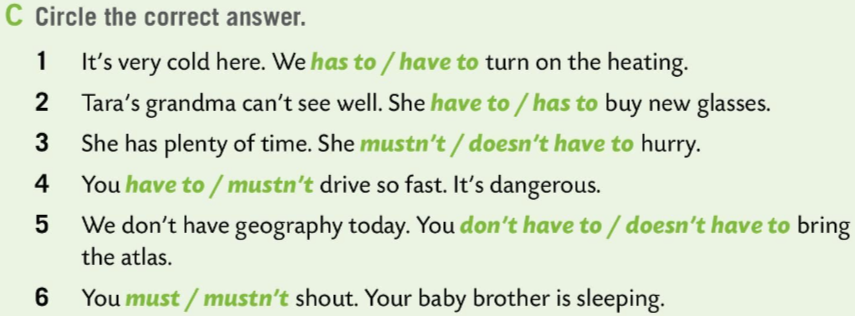 C Circle the correct answer.
1 It's very cold here. We has to / have to turn on the heating.
2 Tara's grandma can't see well. She have to / has to buy new glasses.
3 She has plenty of time. She mustn't / doesn't have to hurry.
4 You have to / mustn't drive so fast. It's dangerous.
5 We don't have geography today. You don't have to / doesn't have to bring
the atlas.
6 You must / mustn't shout. Your baby brother is sleeping.